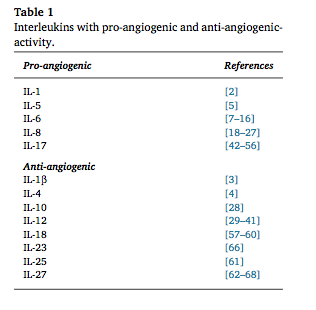 Table 1
Interleukins with pro-angiogenic and anti-angiogenic-
activity.
Pro-angiogenic References
IL-1 [2]
IL-5 [5]
IL-6 [7–16]
IL-8 [18–27]
IL-17 [42–56]
Anti-angiogenic
IL-1β [3]
IL-4 [4]
IL-10 [28]
IL-12 [29–41]
IL-18 [57–60]
IL-23 [66]
IL-25 [61]
IL-27 [62–68]